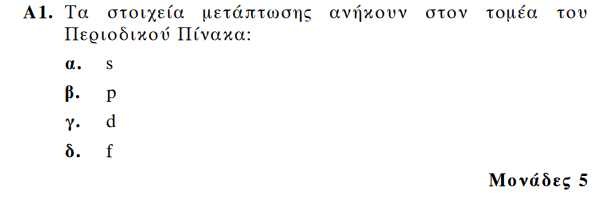 Α1. Τα στοιχεία μετάπτωσης ανήκουν στον τομέα του
Περιοδικού Πίνακα:
α. s
β. p
γ. d
δ. f
Μονάδες 5